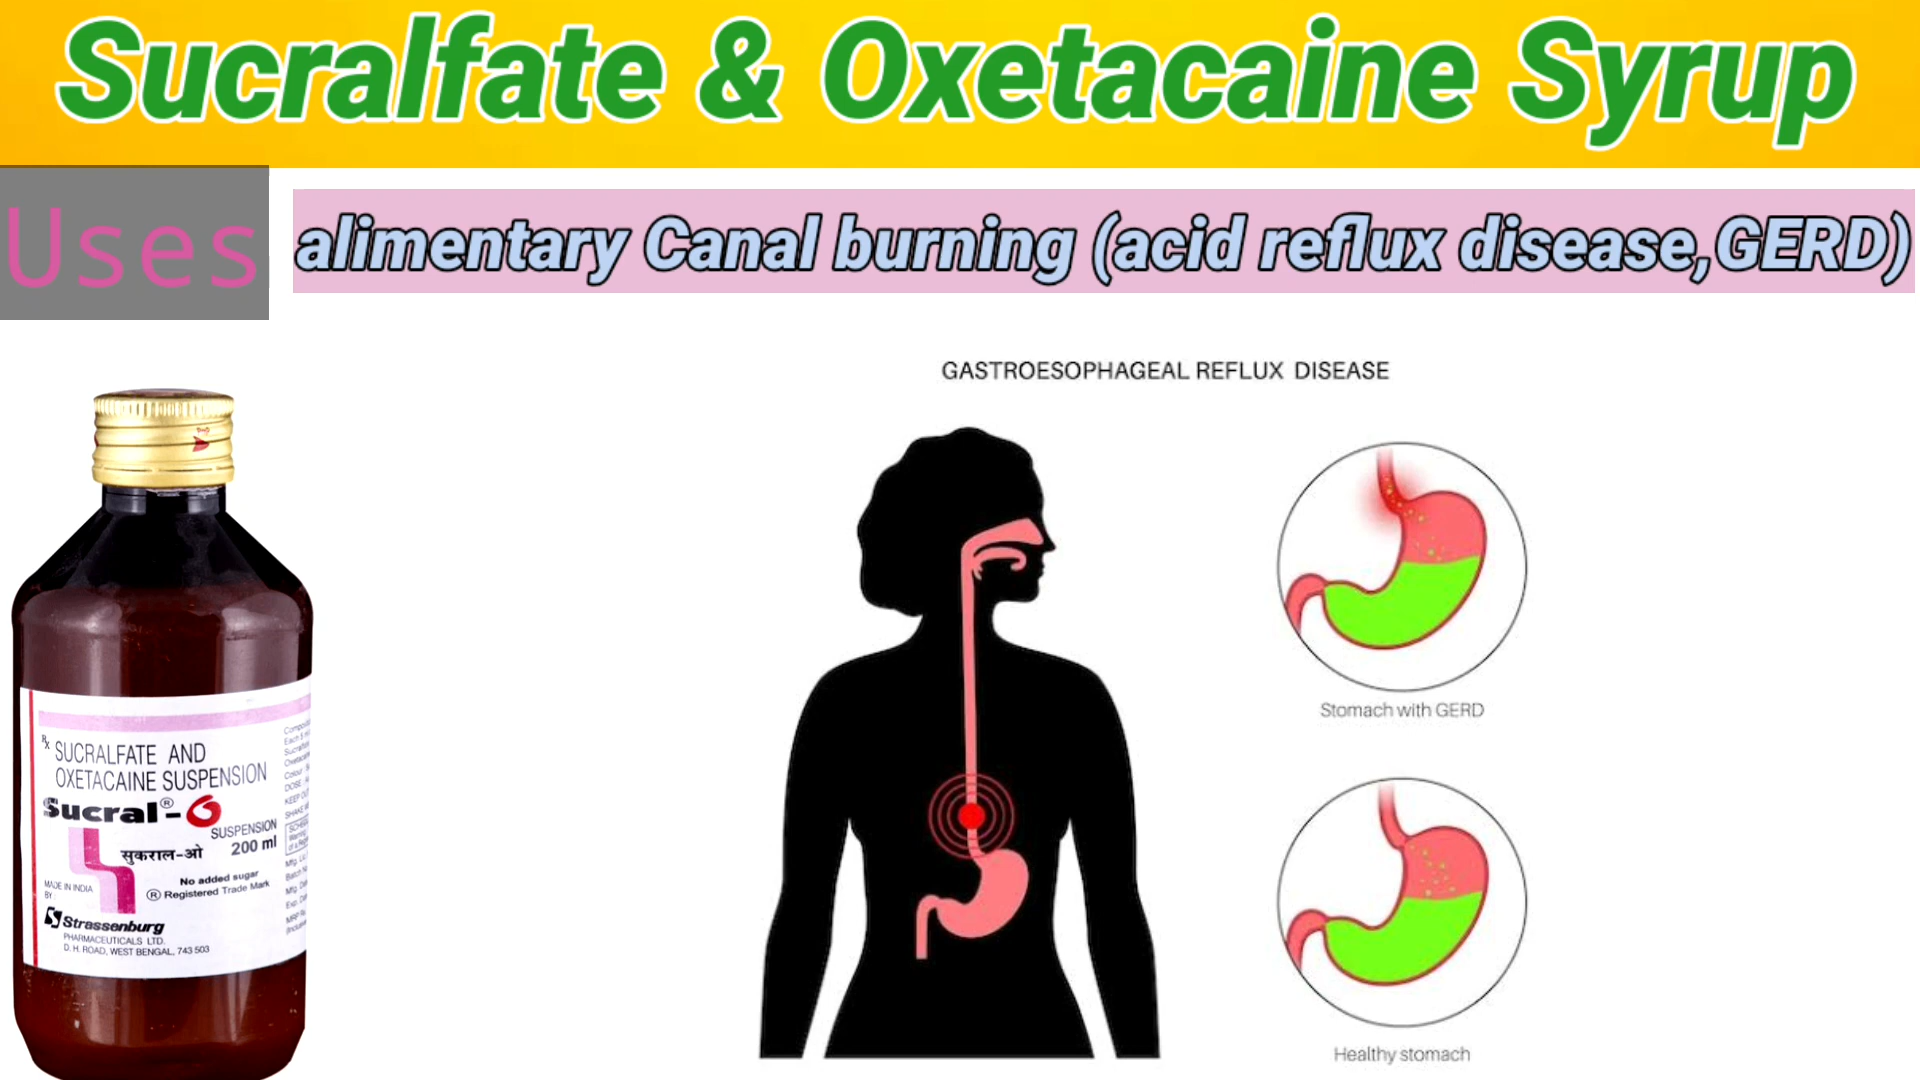 Sucralfate & Oxetacaine Syrup
Uses
alimentary Canal burning (acid reflux disease,GERD)
GASTROESOPHAGEAL REFLUX DISEASE
Stomach with GERD
Healthy stomach
Rx SUCRALFATE AND
OXETACAINE SUSPENSION
Sucral®-O
SUSPENSION
200 ml
सुकराल-ओ
No added sugar
® Registered Trade Mark
MADE IN INDIA
BY
Strassenburg
PHARMACEUTICALS LTD.
D. H. ROAD, WEST BENGAL, 743 503